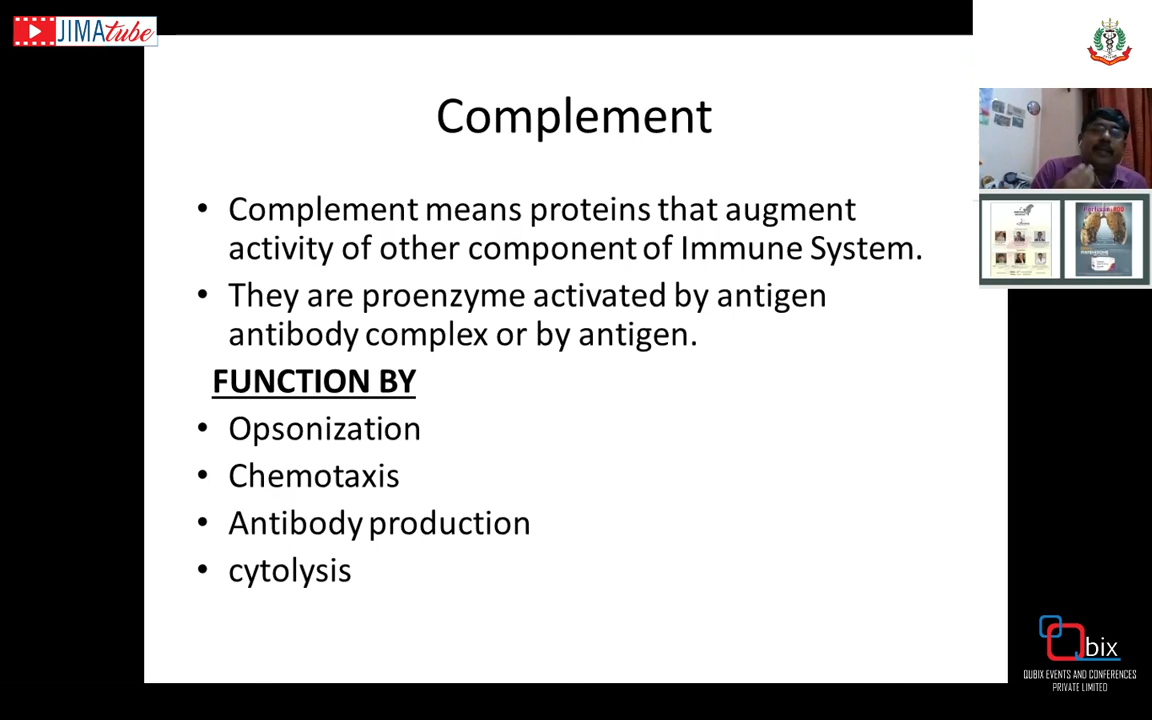 JIMAtube
Complement
• Complement means proteins that augment
activity of other component of Immune System.
• They are proenzyme activated by antigen
antibody complex or by antigen.
FUNCTION BY
• Opsonization
• Chemotaxis
• Antibody production
• cytolysis
Qbix
QUBIX EVENTS AND CONFERENCES
PRIVATE LIMITED